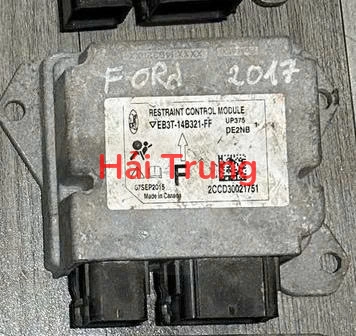 FORd 2017
RESTRAINT CONTROL MODULE
EB3T-14B321-FF UP375
DE2NB
Hải Trung
F
07SEP2015
Made in Canada 2CCD30021751